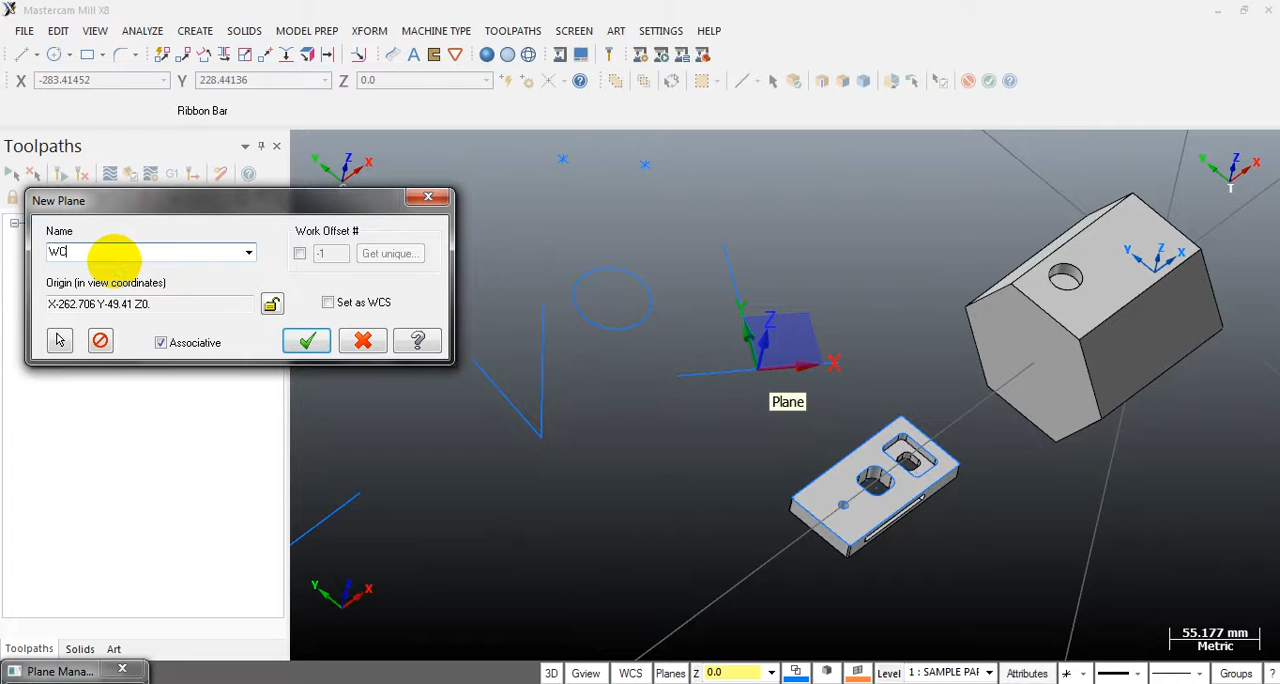 Mastercam Mill X8
FILE EDIT VIEW ANALYZE CREATE SOLIDS MODEL PREP XFORM MACHINE TYPE TOOLPATHS SCREEN ART SETTINGS HELP
X -283.41452 Y 228.44136 Z 0.0
Ribbon Bar
Toolpaths
G1
New Plane
Name
WC
Work Offset #
-1 Get unique...
Origin (in view coordinates)
X-262.706 Y-49.41 Z0.
Set as WCS
Associative
Y Z X
Y Z X
T
Y Z X
Y Z X
Plane
Y Z X
55.177 mm
Metric
Toolpaths Solids Art
Plane Mana...
3D Gview WCS Planes Z 0.0 Level 1 : SAMPLE PAR Attributes Groups ?